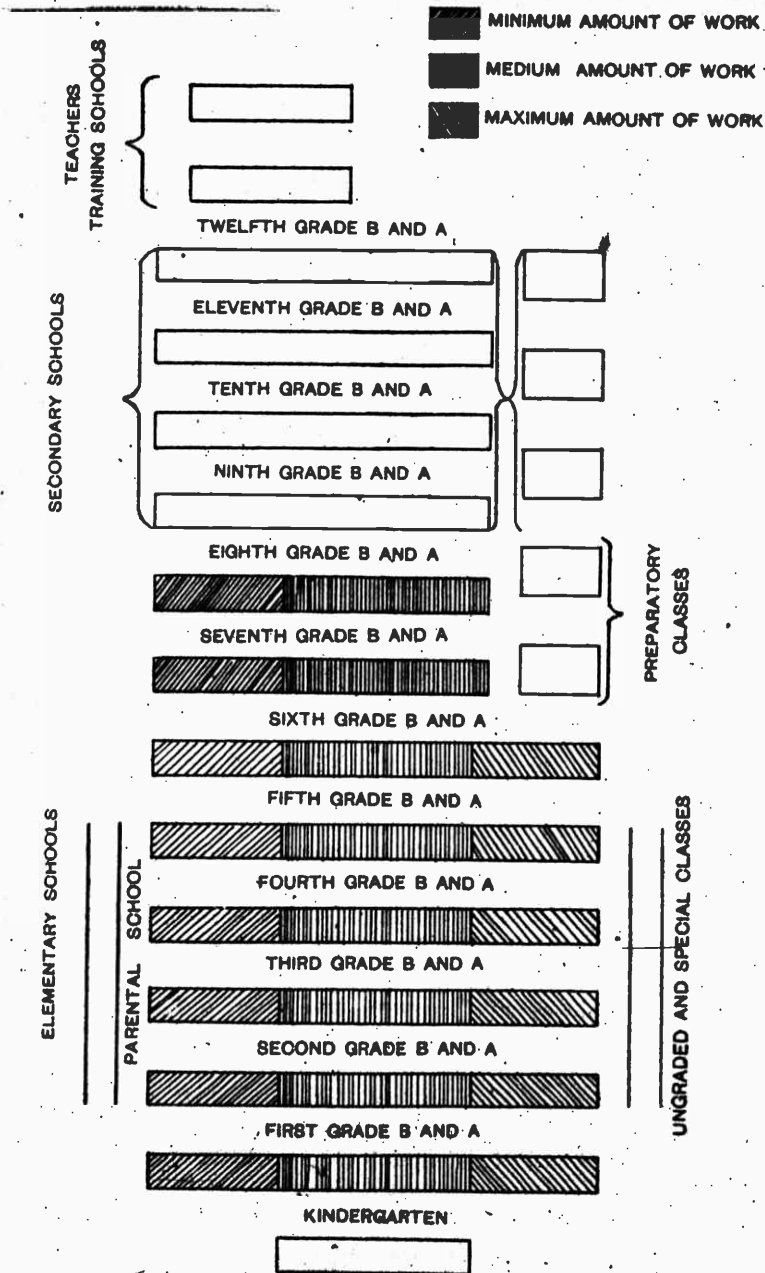 MINIMUM AMOUNT OF WORK
MEDIUM AMOUNT OF WORK
MAXIMUM AMOUNT OF WORK
TEACHERS
TRAINING SCHOOLS
TWELFTH GRADE B AND A
ELEVENTH GRADE B AND A
SECONDARY SCHOOLS
TENTH GRADE B AND A
NINTH GRADE B AND A
EIGHTH GRADE B AND A
PREPARATORY
CLASSES
SEVENTH GRADE B AND A
SIXTH GRADE B AND A
FIFTH GRADE B AND A
ELEMENTARY SCHOOLS
PARENTAL SCHOOL
UNGRADED AND SPECIAL CLASSES
FOURTH GRADE B AND A
THIRD GRADE B AND A
SECOND GRADE B AND A
FIRST GRADE B AND A
KINDERGARTEN